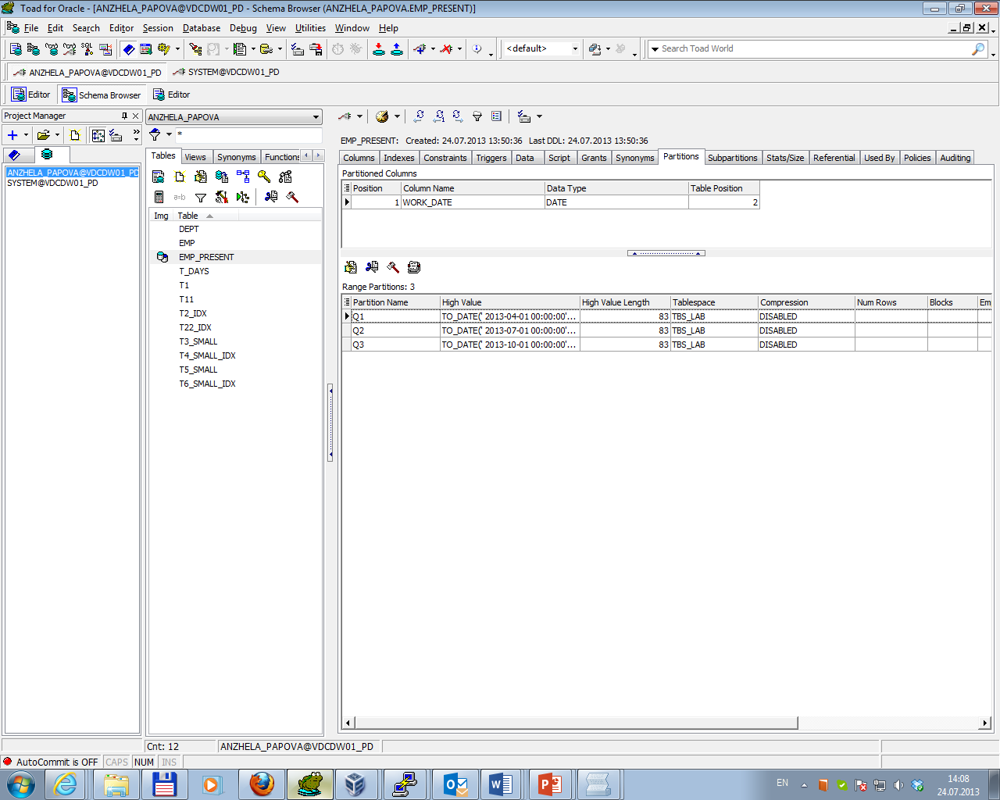 Toad for Oracle - [ANZHELA_PAPOVA@VDCDW01_PD - Schema Browser (ANZHELA_PAPOVA.EMP_PRESENT)]
File Edit Search Editor Session Database Debug View Utilities Window Help
SQL <default> Search Toad World
ANZHELA_PAPOVA@VDCDW01_PD SYSTEM@VDCDW01_PD
Editor Schema Browser Editor
Project Manager
ANZHELA_PAPOVA@VDCDW01_PD
SYSTEM@VDCDW01_PD
ANZHELA_PAPOVA
*
Tables Views Synonyms Functions
a=b
Img Table
DEPT
EMP
EMP_PRESENT
T_DAYS
T1
T11
T2_IDX
T22_IDX
T3_SMALL
T4_SMALL_IDX
T5_SMALL
T6_SMALL_IDX
EMP_PRESENT: Created: 24.07.2013 13:50:36 Last DDL: 24.07.2013 13:50:36
Columns Indexes Constraints Triggers Data Script Grants Synonyms Partitions Subpartitions Stats/Size Referential Used By Policies Auditing
Partitioned Columns
Position Column Name Data Type Table Position
1 WORK_DATE DATE 2
Range Partitions: 3
Partition Name High Value High Value Length Tablespace Compression Num Rows Blocks Em
Q1 TO_DATE(' 2013-04-01 00:00:00'... 83 TBS_LAB DISABLED
Q2 TO_DATE(' 2013-07-01 00:00:00'... 83 TBS_LAB DISABLED
Q3 TO_DATE(' 2013-10-01 00:00:00'... 83 TBS_LAB DISABLED
Cnt: 12 ANZHELA_PAPOVA@VDCDW01_PD
AutoCommit is OFF CAPS NUM INS
EN 14:08
24.07.2013